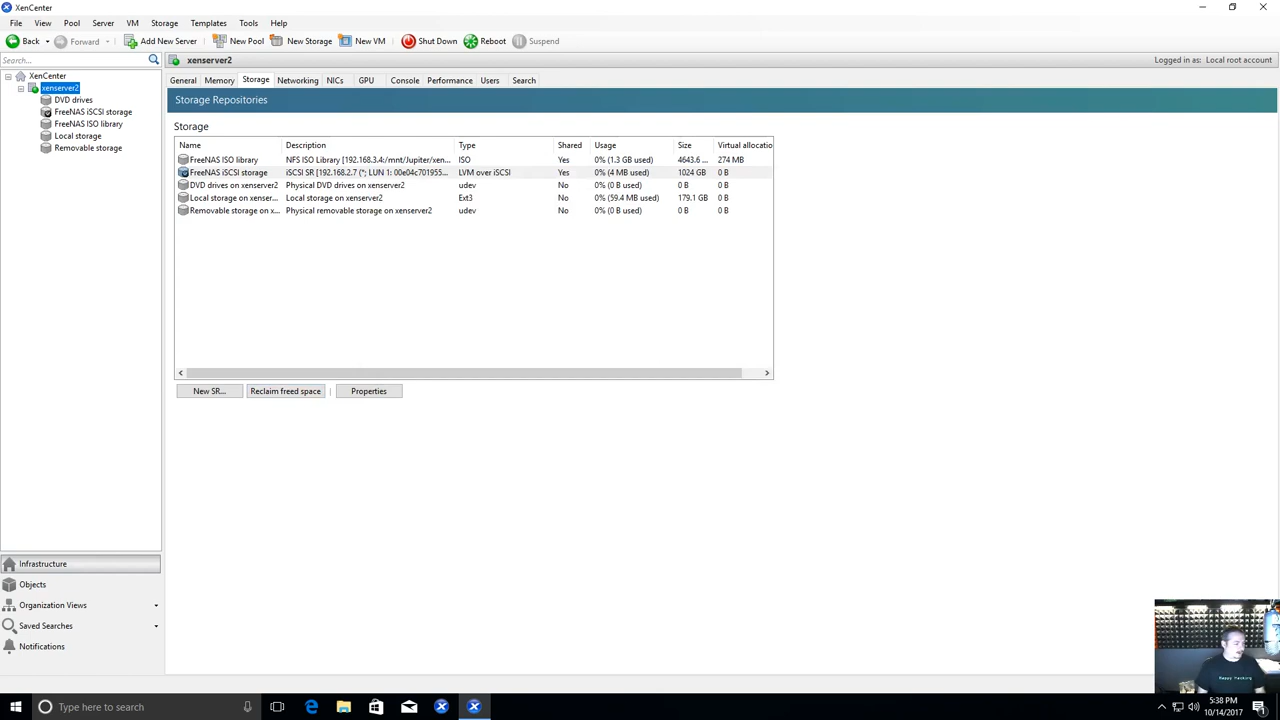 XenCenter
File View Pool Server VM Storage Templates Tools Help
Back Forward Add New Server New Pool New Storage New VM Shut Down Reboot Suspend
Search... xenserver2 Logged in as: Local root account
XenCenter
xenserver2
DVD drives
FreeNAS iSCSI storage
FreeNAS ISO library
Local storage
Removable storage
General Memory Storage Networking NICs GPU Console Performance Users Search
Storage Repositories
Storage
Name Description Type Shared Usage Size Virtual allocatio
FreeNAS ISO library NFS ISO Library [192.168.3.4:/mnt/Jupiter/xen... ISO Yes 0% (1.3 GB used) 4643.6 ... 274 MB
FreeNAS iSCSI storage iSCSI SR [192.168.2.7 (*; LUN 1: 00e04c701955... LVM over iSCSI Yes 0% (4 MB used) 1024 GB 0 B
DVD drives on xenserver2 Physical DVD drives on xenserver2 udev No 0% (0 B used) 0 B 0 B
Local storage on xenser... Local storage on xenserver2 Ext3 No 0% (59.4 MB used) 179.1 GB 0 B
Removable storage on x... Physical removable storage on xenserver2 udev No 0% (0 B used) 0 B 0 B
New SR... Reclaim freed space Properties
Infrastructure
Objects
Organization Views
Saved Searches
Notifications
Happy Hacking
Type here to search
5:38 PM
10/14/2017
1